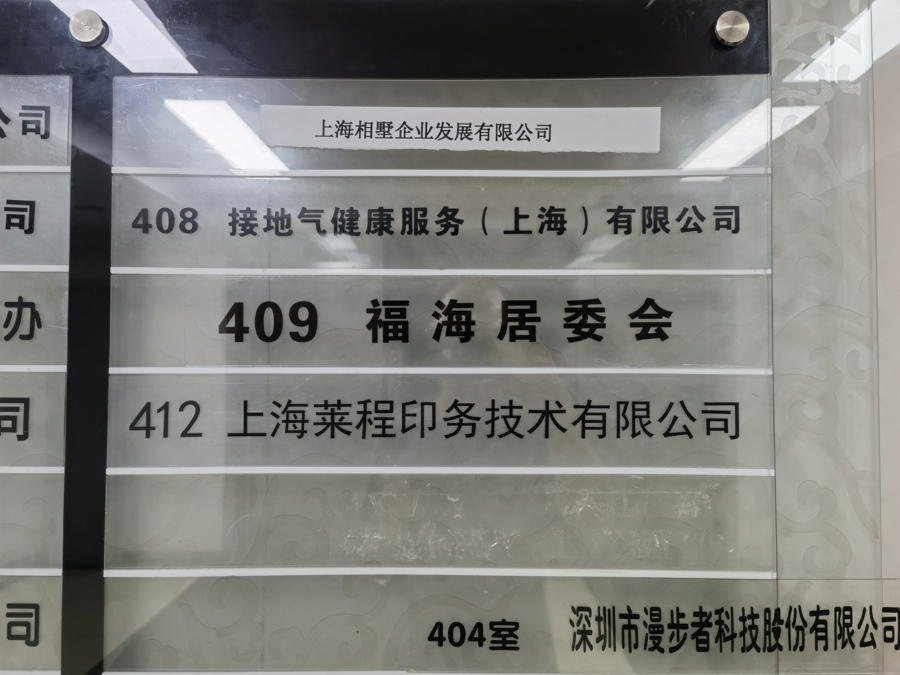 公司
上海相墅企业发展有限公司
司
408 接地气健康服务（上海）有限公司
办
409 福海居委会
司
412 上海莱程印务技术有限公司
司
404室 深圳市漫步者科技股份有限公司